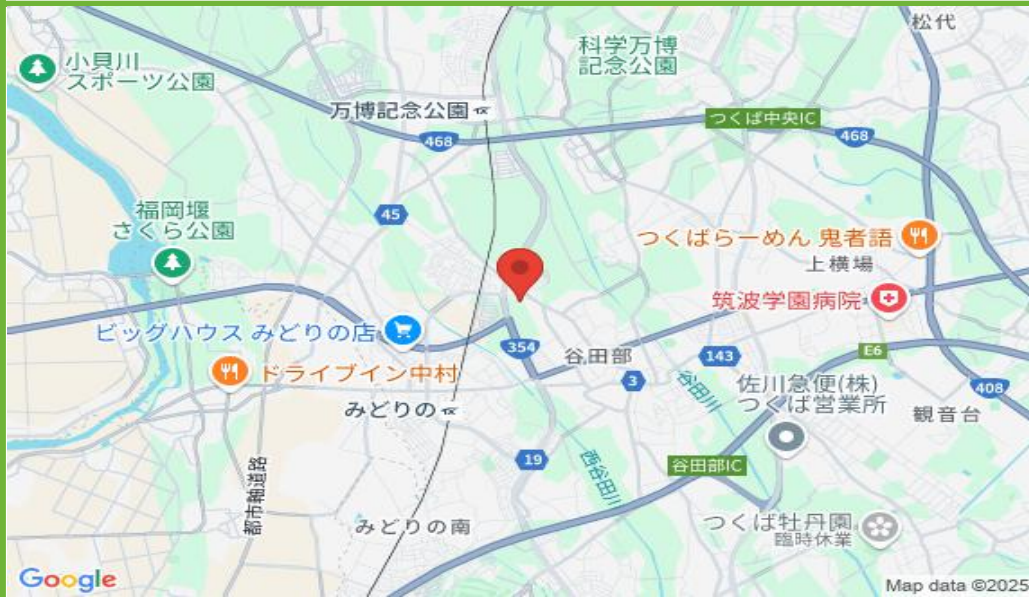 松代
小貝川
スポーツ公園
科学万博
記念公園
万博記念公園
つくば中央IC
468
468
福岡堰
さくら公園
45
つくばらーめん 鬼者語
上横場
筑波学園病院
ビッグハウス みどりの店
354
谷田部
143
E6
ドライブイン中村
3
谷田川
佐川急便(株)
つくば営業所
408
観音台
みどりの
19
谷田部IC
西谷田川
都市軸道路
みどりの南
つくば牡丹園
臨時休業
Google
Map data ©2025